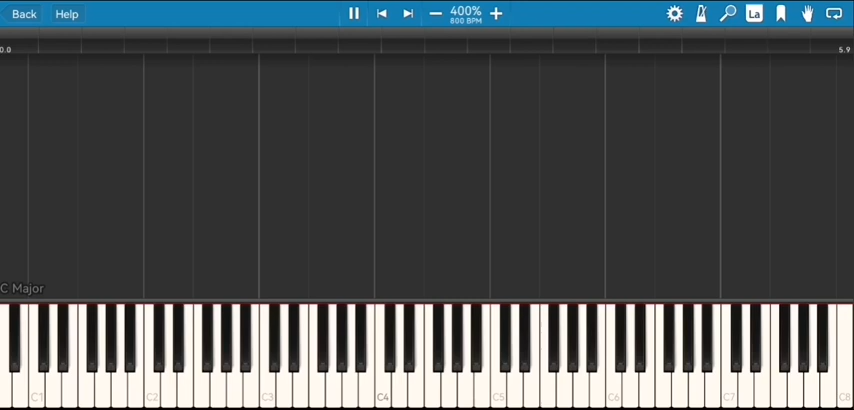 Back
Help
400%
800 BPM
La
0.0
5.9
C Major
C1
C2
C3
C4
C5
C6
C7
C8